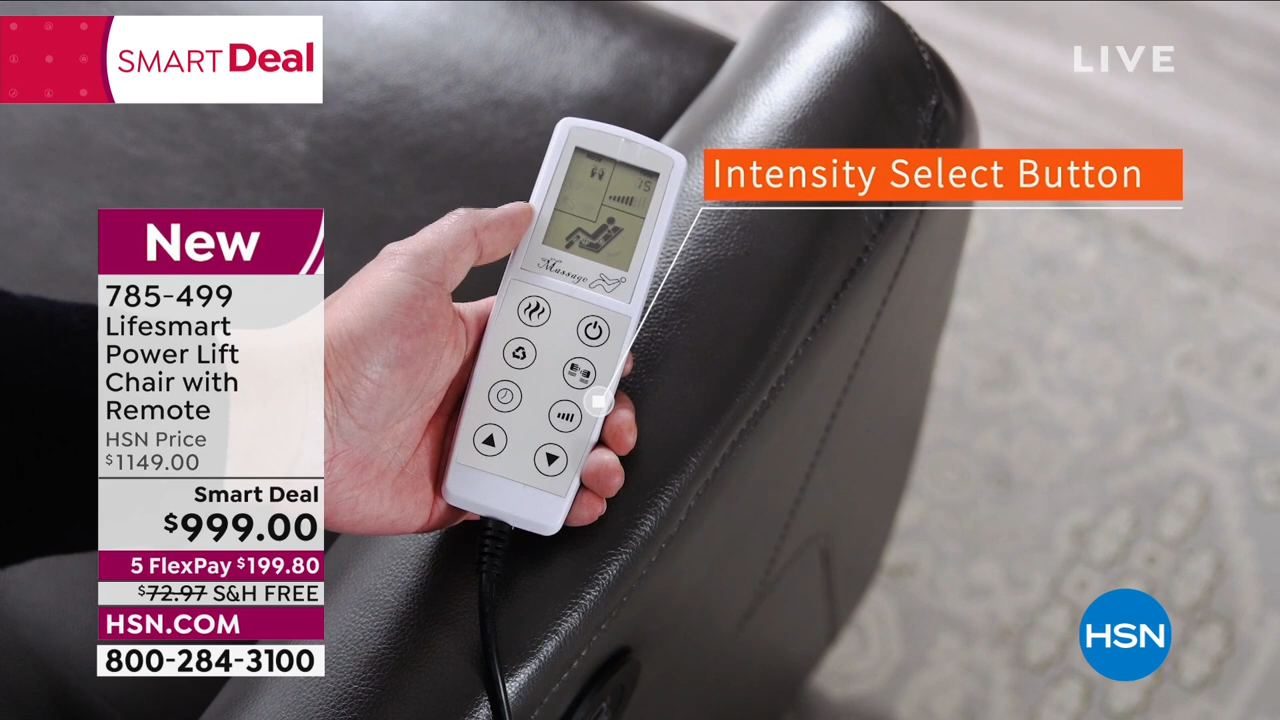 SMART Deal
LIVE
Intensity Select Button
New
785-499
Lifesmart
Power Lift
Chair with
Remote
HSN Price
$1149.00
Smart Deal
$999.00
5 FlexPay $199.80
$72.97 S&H FREE
HSN.COM
800-284-3100
15
Massage
HSN